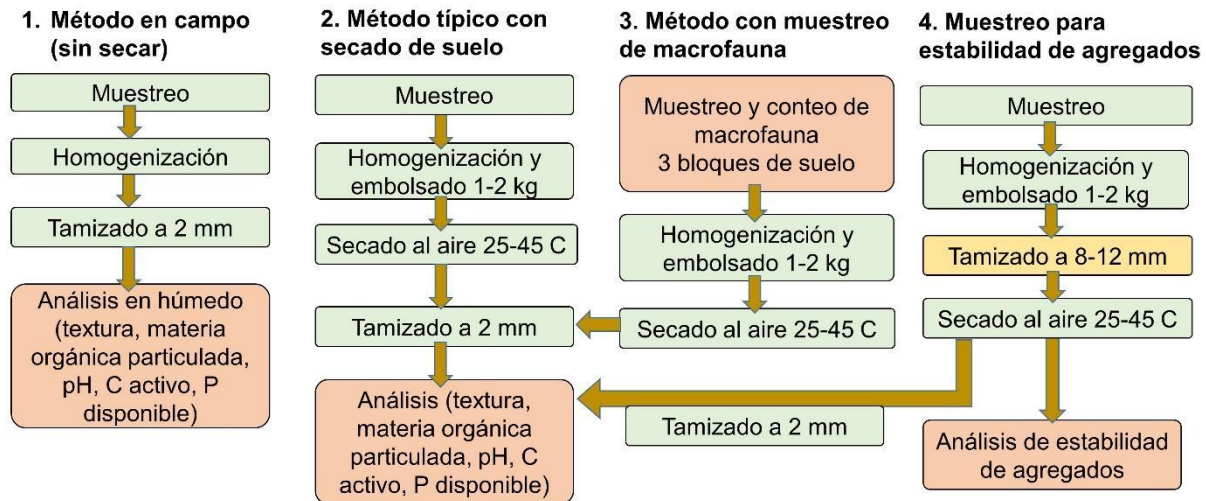 1. Método en campo
(sin secar)
Muestreo
Homogenización
Tamizado a 2 mm
Análisis en húmedo
(textura, materia
orgánica particulada,
pH, C activo, P
disponible)
2. Método típico con
secado de suelo
Muestreo
Homogenización y
embolsado 1-2 kg
Secado al aire 25-45 C
Tamizado a 2 mm
Análisis (textura,
materia orgánica
particulada, pH, C
activo, P disponible)
3. Método con muestreo
de macrofauna
Muestreo y conteo de
macrofauna
3 bloques de suelo
Homogenización y
embolsado 1-2 kg
Secado al aire 25-45 C
Tamizado a 2 mm
4. Muestreo para
estabilidad de agregados
Muestreo
Homogenización y
embolsado 1-2 kg
Tamizado a 8-12 mm
Secado al aire 25-45 C
Análisis de estabilidad
de agregados